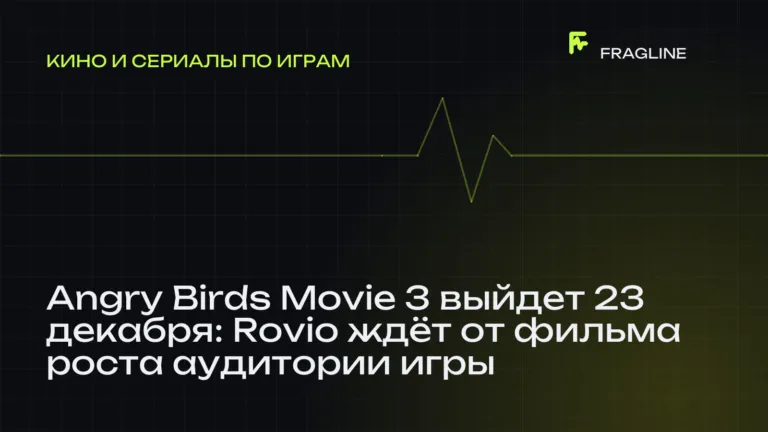 КИНО И СЕРИАЛЫ ПО ИГРАМ
FRAGLINE
Angry Birds Movie 3 выйдет 23
декабря: Rovio ждёт от фильма
роста аудитории игры